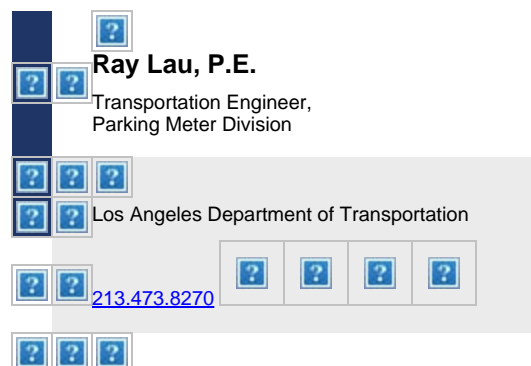 Ray Lau, P.E.
Transportation Engineer,
Parking Meter Division
Los Angeles Department of Transportation
213.473.8270